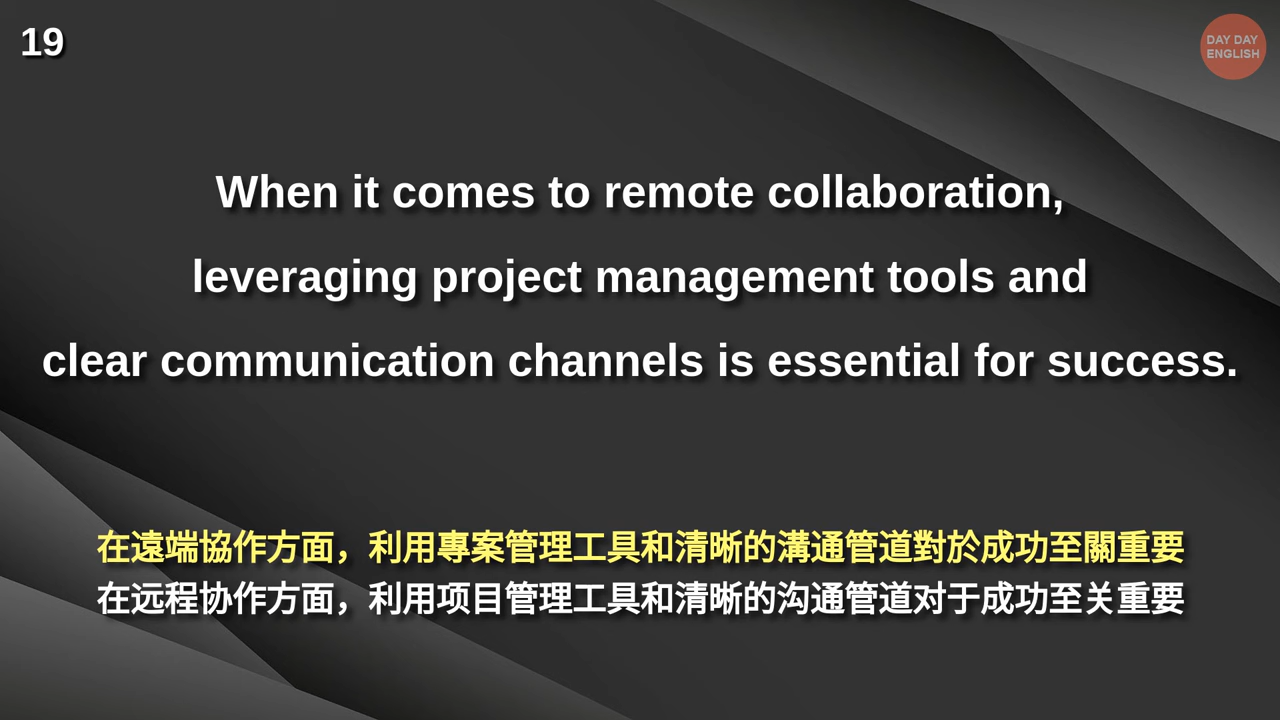 19
DAY DAY
ENGLISH
When it comes to remote collaboration,
leveraging project management tools and
clear communication channels is essential for success.
在遠端協作方面，利用專案管理工具和清晰的溝通管道對於成功至關重要
在远程协作方面，利用项目管理工具和清晰的沟通管道对于成功至关重要